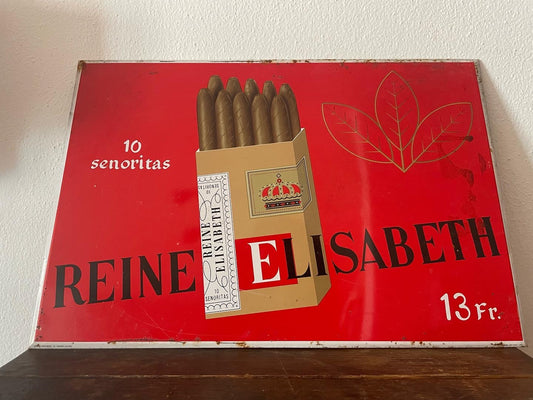 10
senoritas
REINE ELISABETH
REINE
ELISABETH
10
SENORITAS
13 Fr.